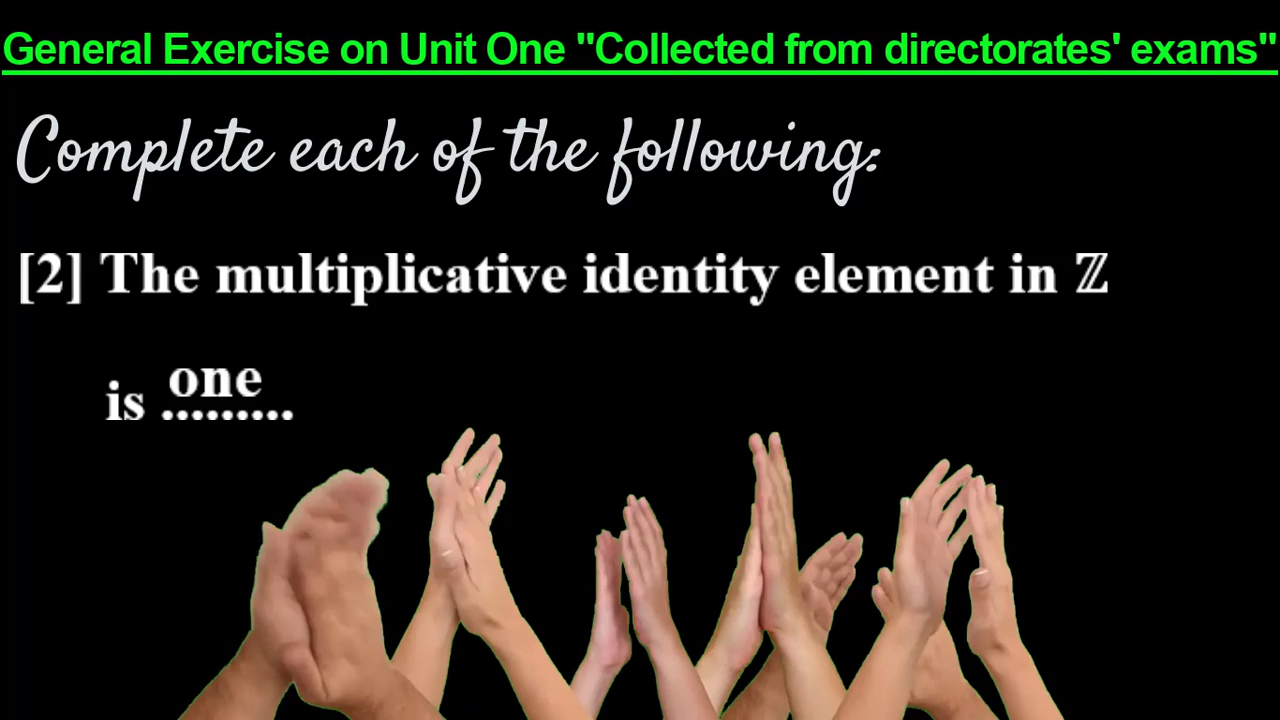 General Exercise on Unit One "Collected from directorates' exams"
Complete each of the following:
[2] The multiplicative identity element in ℤ
is one .........